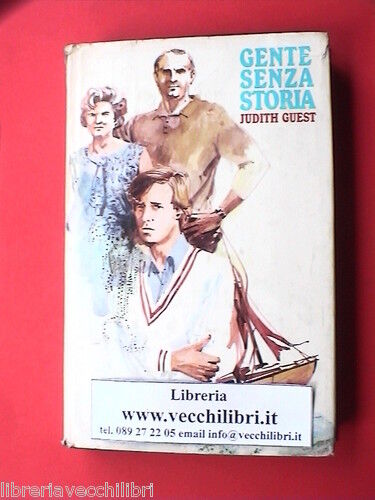 GENTE
SENZA
STORIA
JUDITH GUEST
Libreria
www.vecchilibri.it
tel. 089 27 22 05 email info@vecchilibri.it
libreriavecchilibri